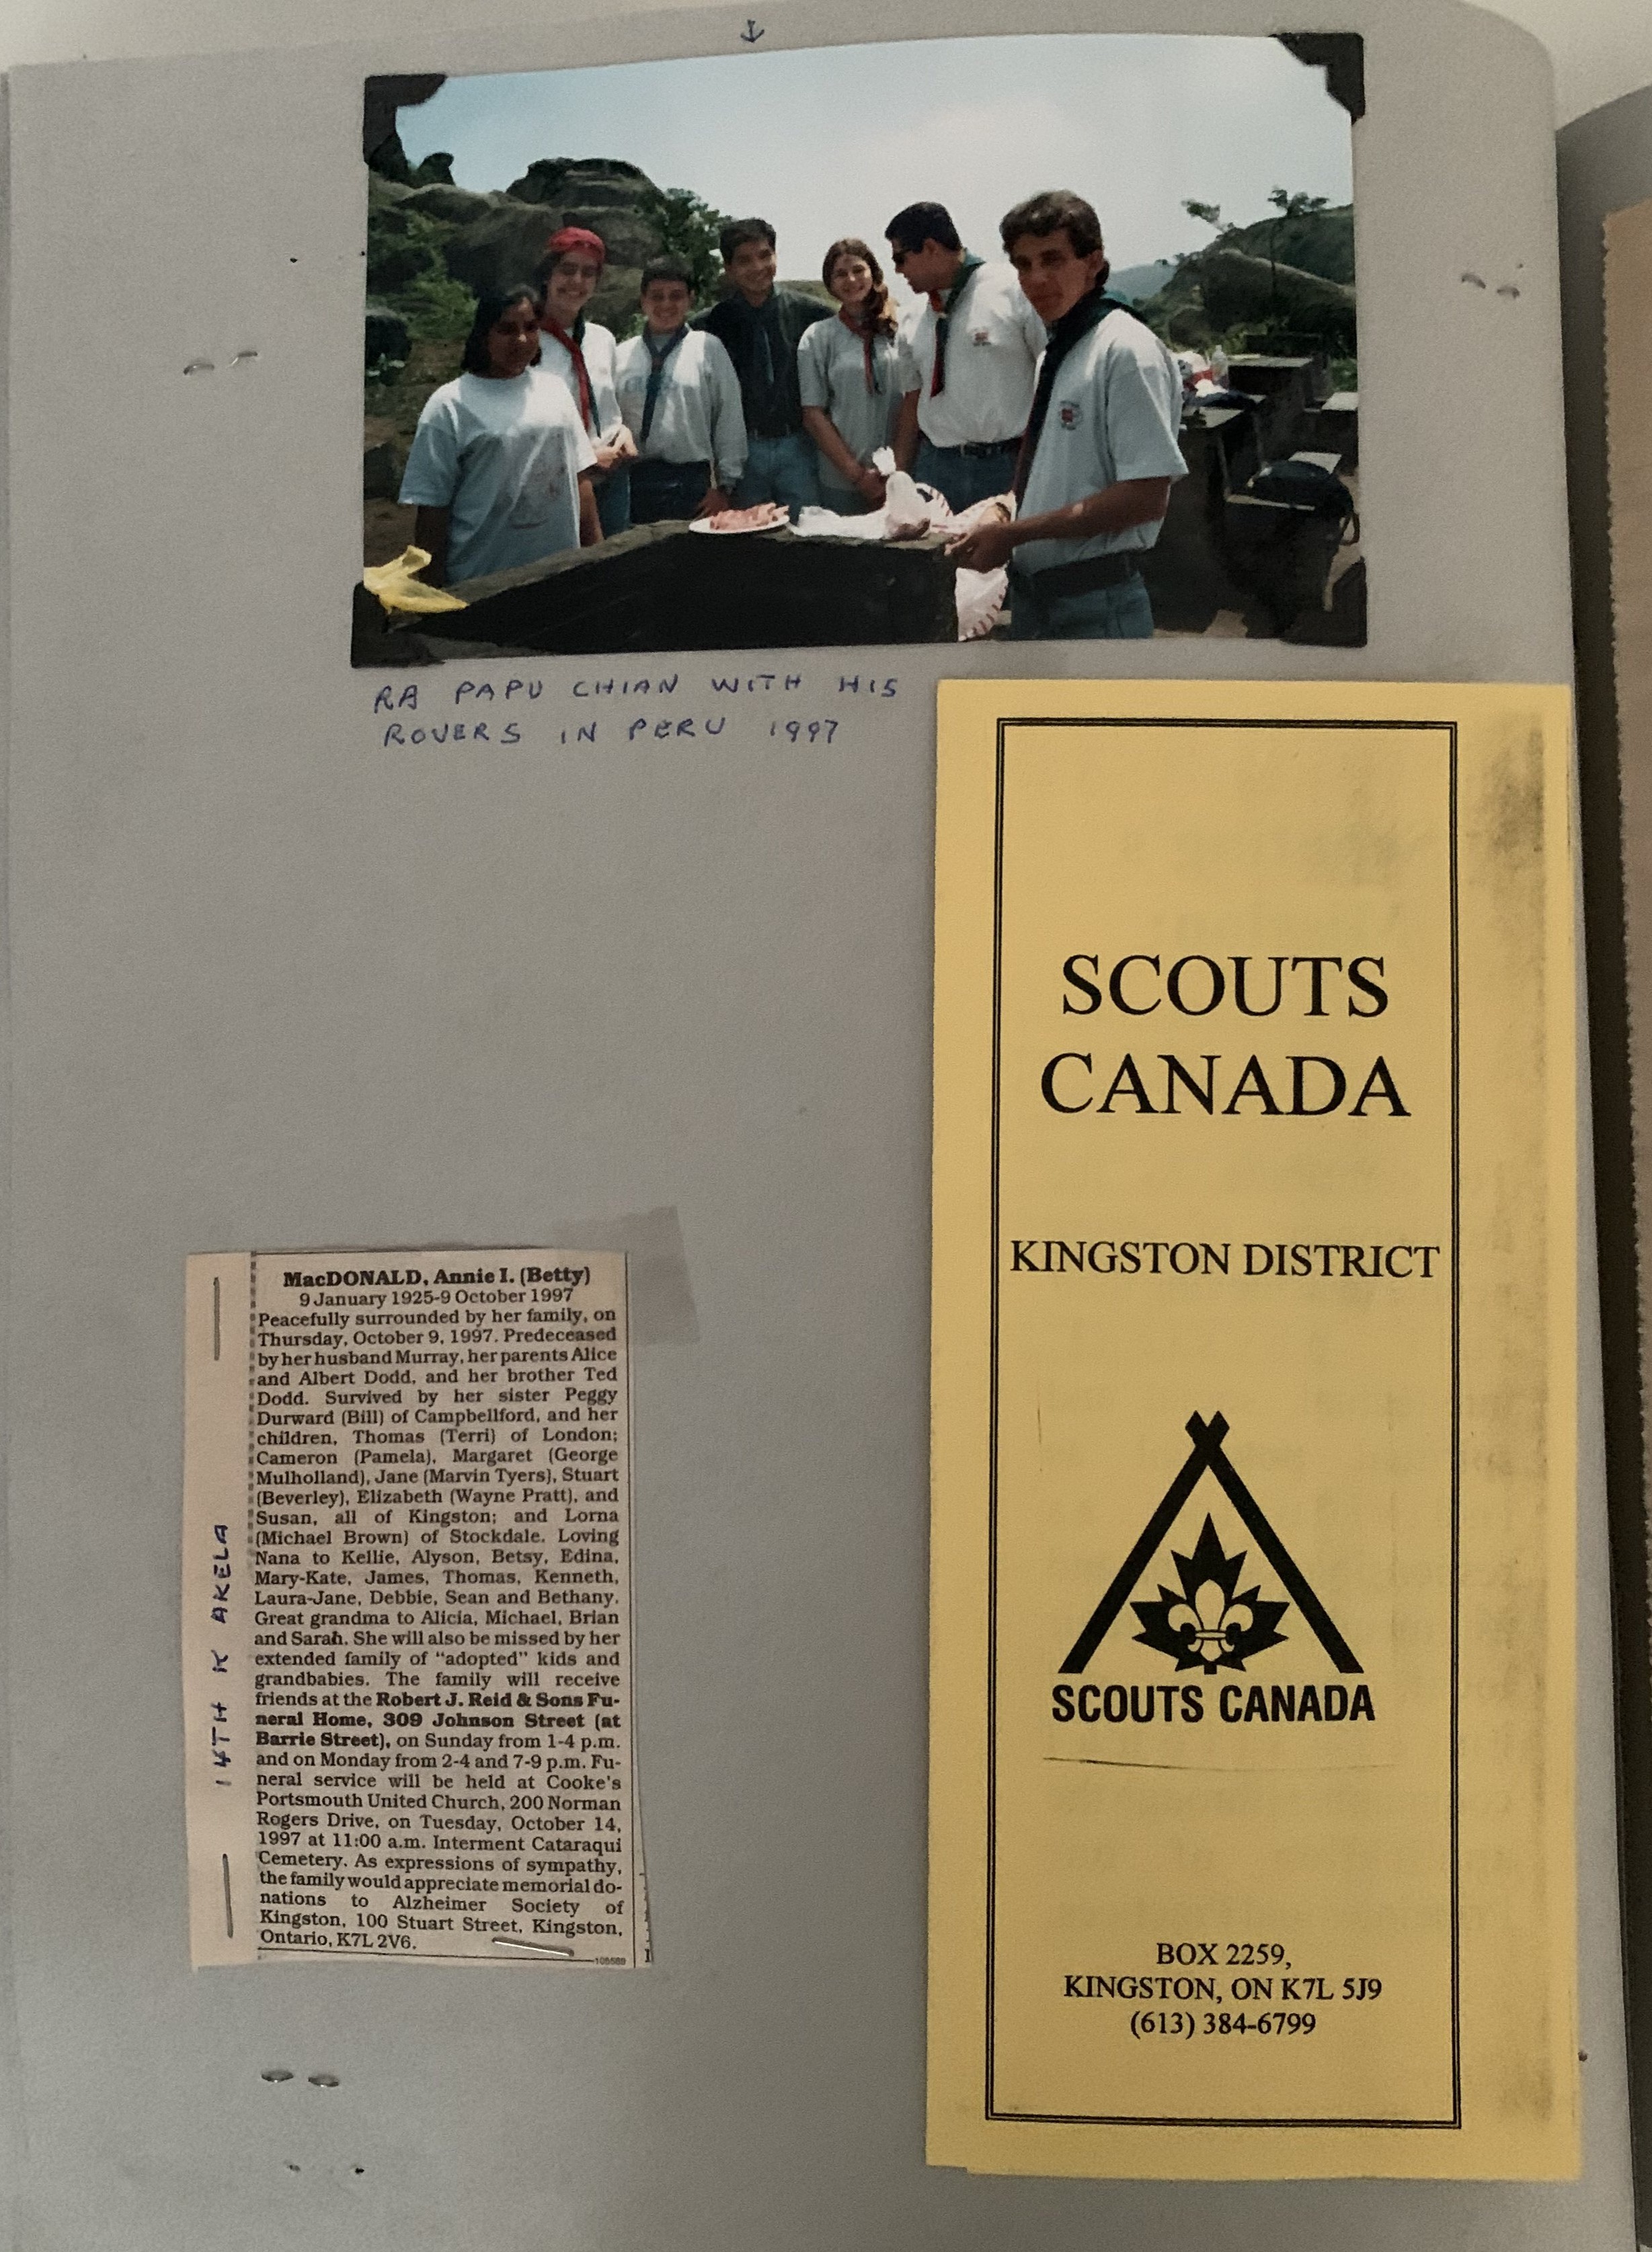 RA PAPU CHIAN WITH HIS
ROVERS IN PERU 1997
SCOUTS
CANADA
KINGSTON DISTRICT
SCOUTS CANADA
BOX 2259,
KINGSTON, ON K7L 5J9
(613) 384-6799
14TH K AKELA
MacDONALD, Annie I. (Betty)
9 January 1925-9 October 1997
Peacefully surrounded by her family, on
Thursday, October 9, 1997. Predeceased
by her husband Murray, her parents Alice
and Albert Dodd, and her brother Ted
Dodd. Survived by her sister Peggy
Durward (Bill) of Campbellford, and her
children, Thomas (Terri) of London;
Cameron (Pamela), Margaret (George
Mulholland), Jane (Marvin Tyers), Stuart
(Beverley), Elizabeth (Wayne Pratt), and
Susan, all of Kingston; and Lorna
(Michael Brown) of Stockdale. Loving
Nana to Kellie, Alyson, Betsy, Edina,
Mary-Kate, James, Thomas, Kenneth,
Laura-Jane, Debbie, Sean and Bethany.
Great grandma to Alicia, Michael, Brian
and Sarah. She will also be missed by her
extended family of "adopted" kids and
grandbabies. The family will receive
friends at the Robert J. Reid & Sons Fu-
neral Home, 309 Johnson Street (at
Barrie Street), on Sunday from 1-4 p.m.
and on Monday from 2-4 and 7-9 p.m. Fu-
neral service will be held at Cooke's
Portsmouth United Church, 200 Norman
Rogers Drive, on Tuesday, October 14,
1997 at 11:00 a.m. Interment Cataraqui
Cemetery. As expressions of sympathy,
the family would appreciate memorial do-
nations to Alzheimer Society of
Kingston, 100 Stuart Street, Kingston,
Ontario, K7L 2V6.